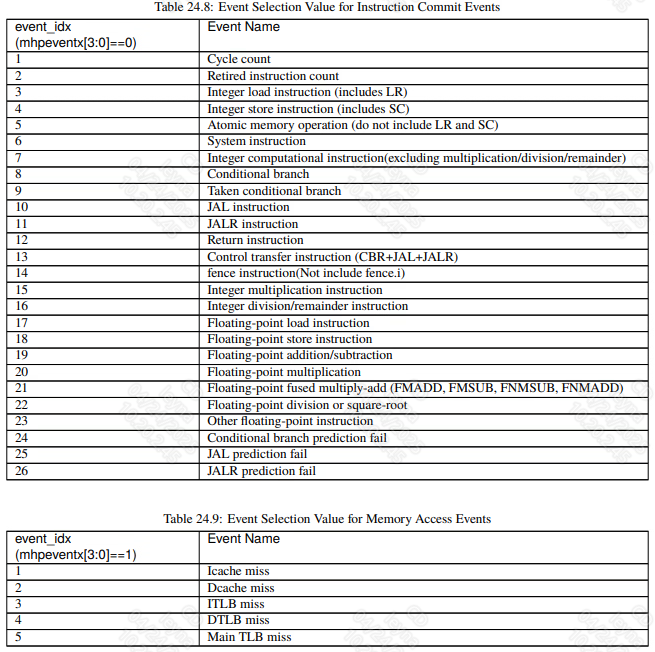 Table 24.8: Event Selection Value for Instruction Commit Events
event_idx Event Name
(mhpeventx[3:0]==0)
1 Cycle count
2 Retired instruction count
3 Integer load instruction (includes LR)
4 Integer store instruction (includes SC)
5 Atomic memory operation (do not include LR and SC)
6 System instruction
7 Integer computational instruction(excluding multiplication/division/remainder)
8 Conditional branch
9 Taken conditional branch
10 JAL instruction
11 JALR instruction
12 Return instruction
13 Control transfer instruction (CBR+JAL+JALR)
14 fence instruction(Not include fence.i)
15 Integer multiplication instruction
16 Integer division/remainder instruction
17 Floating-point load instruction
18 Floating-point store instruction
19 Floating-point addition/subtraction
20 Floating-point multiplication
21 Floating-point fused multiply-add (FMADD, FMSUB, FNMSUB, FNMADD)
22 Floating-point division or square-root
23 Other floating-point instruction
24 Conditional branch prediction fail
25 JAL prediction fail
26 JALR prediction fail
Table 24.9: Event Selection Value for Memory Access Events
event_idx Event Name
(mhpeventx[3:0]==1)
1 Icache miss
2 Dcache miss
3 ITLB miss
4 DTLB miss
5 Main TLB miss